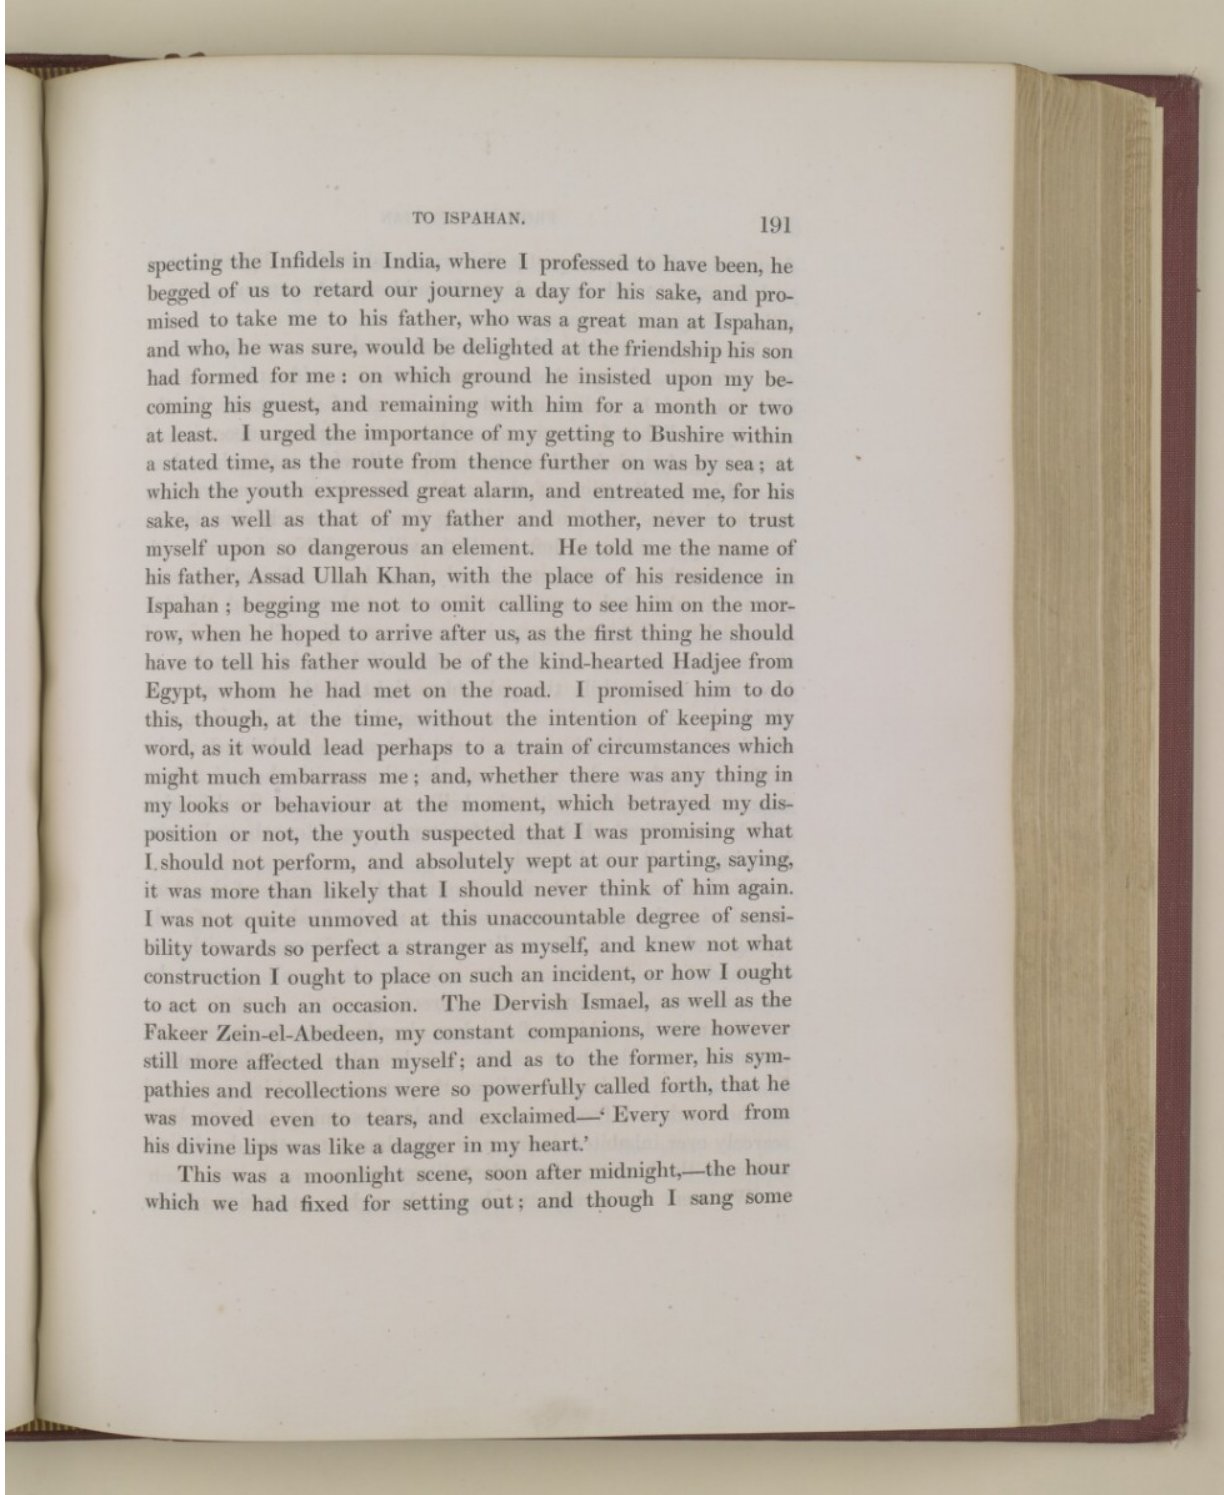 TO ISPAHAN.
191
specting the Infidels in India, where I professed to have been, he
begged of us to retard our journey a day for his sake, and pro-
mised to take me to his father, who was a great man at Ispahan,
and who, he was sure, would be delighted at the friendship his son
had formed for me : on which ground he insisted upon my be-
coming his guest, and remaining with him for a month or two
at least. I urged the importance of my getting to Bushire within
a stated time, as the route from thence further on was by sea ; at
which the youth expressed great alarm, and entreated me, for his
sake, as well as that of my father and mother, never to trust
myself upon so dangerous an element. He told me the name of
his father, Assad Ullah Khan, with the place of his residence in
Ispahan ; begging me not to omit calling to see him on the mor-
row, when he hoped to arrive after us, as the first thing he should
have to tell his father would be of the kind-hearted Hadjee from
Egypt, whom he had met on the road. I promised him to do
this, though, at the time, without the intention of keeping my
word, as it would lead perhaps to a train of circumstances which
might much embarrass me ; and, whether there was any thing in
my looks or behaviour at the moment, which betrayed my dis-
position or not, the youth suspected that I was promising what
I should not perform, and absolutely wept at our parting, saying,
it was more than likely that I should never think of him again.
I was not quite unmoved at this unaccountable degree of sensi-
bility towards so perfect a stranger as myself, and knew not what
construction I ought to place on such an incident, or how I ought
to act on such an occasion. The Dervish Ismael, as well as the
Fakeer Zein-el-Abedeen, my constant companions, were however
still more affected than myself; and as to the former, his sym-
pathies and recollections were so powerfully called forth, that he
was moved even to tears, and exclaimed—‘ Every word from
his divine lips was like a dagger in my heart.’
This was a moonlight scene, soon after midnight,—the hour
which we had fixed for setting out ; and though I sang some